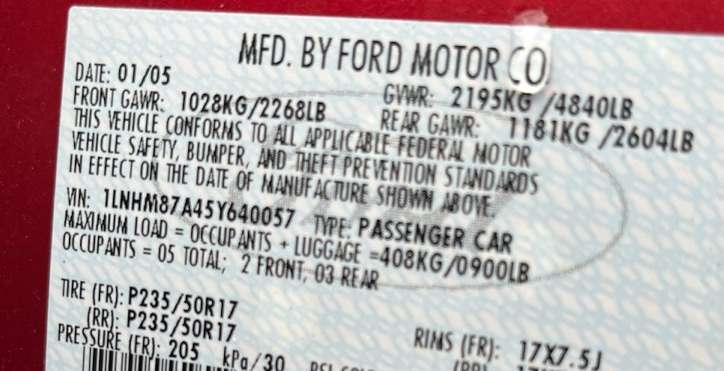 MFD. BY FORD MOTOR CO
DATE: 01/05 GVWR: 2195KG /4840LB
FRONT GAWR: 1028KG/2268LB REAR GAWR: 1181KG /2604LB
THIS VEHICLE CONFORMS TO ALL APPLICABLE FEDERAL MOTOR
VEHICLE SAFETY, BUMPER, AND THEFT PREVENTION STANDARDS
IN EFFECT ON THE DATE OF MANUFACTURE SHOWN ABOVE.
VIN: 1LNHM87A45Y640057 TYPE: PASSENGER CAR
MAXIMUM LOAD = OCCUPANTS + LUGGAGE =408KG/0900LB
OCCUPANTS = 05 TOTAL; 2 FRONT, 03 REAR
TIRE (FR): P235/50R17 RIMS (FR): 17X7.5J
(RR): P235/50R17
PRESSURE (FR): 205 kPa/30